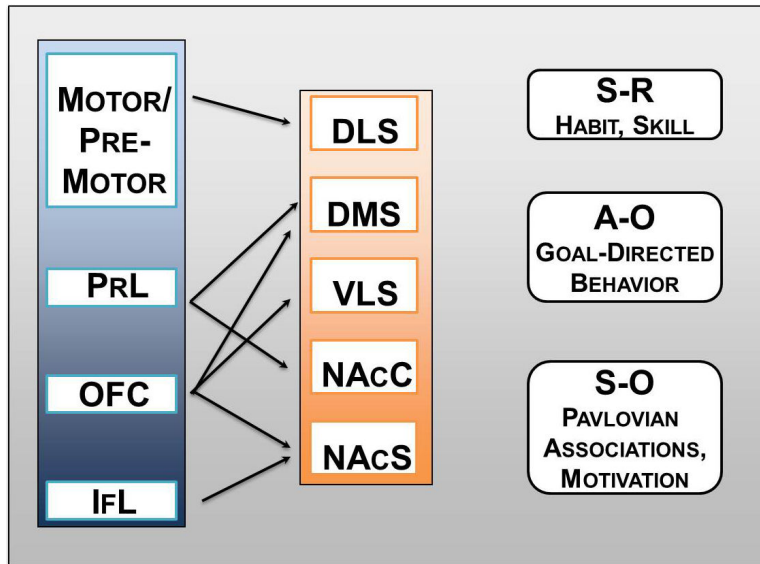 MOTOR/
PRE-
MOTOR
PRL
OFC
IFL
DLS
DMS
VLS
NACC
NACS
S-R
HABIT, SKILL
A-O
GOAL-DIRECTED
BEHAVIOR
S-O
PAVLOVIAN
ASSOCIATIONS,
MOTIVATION